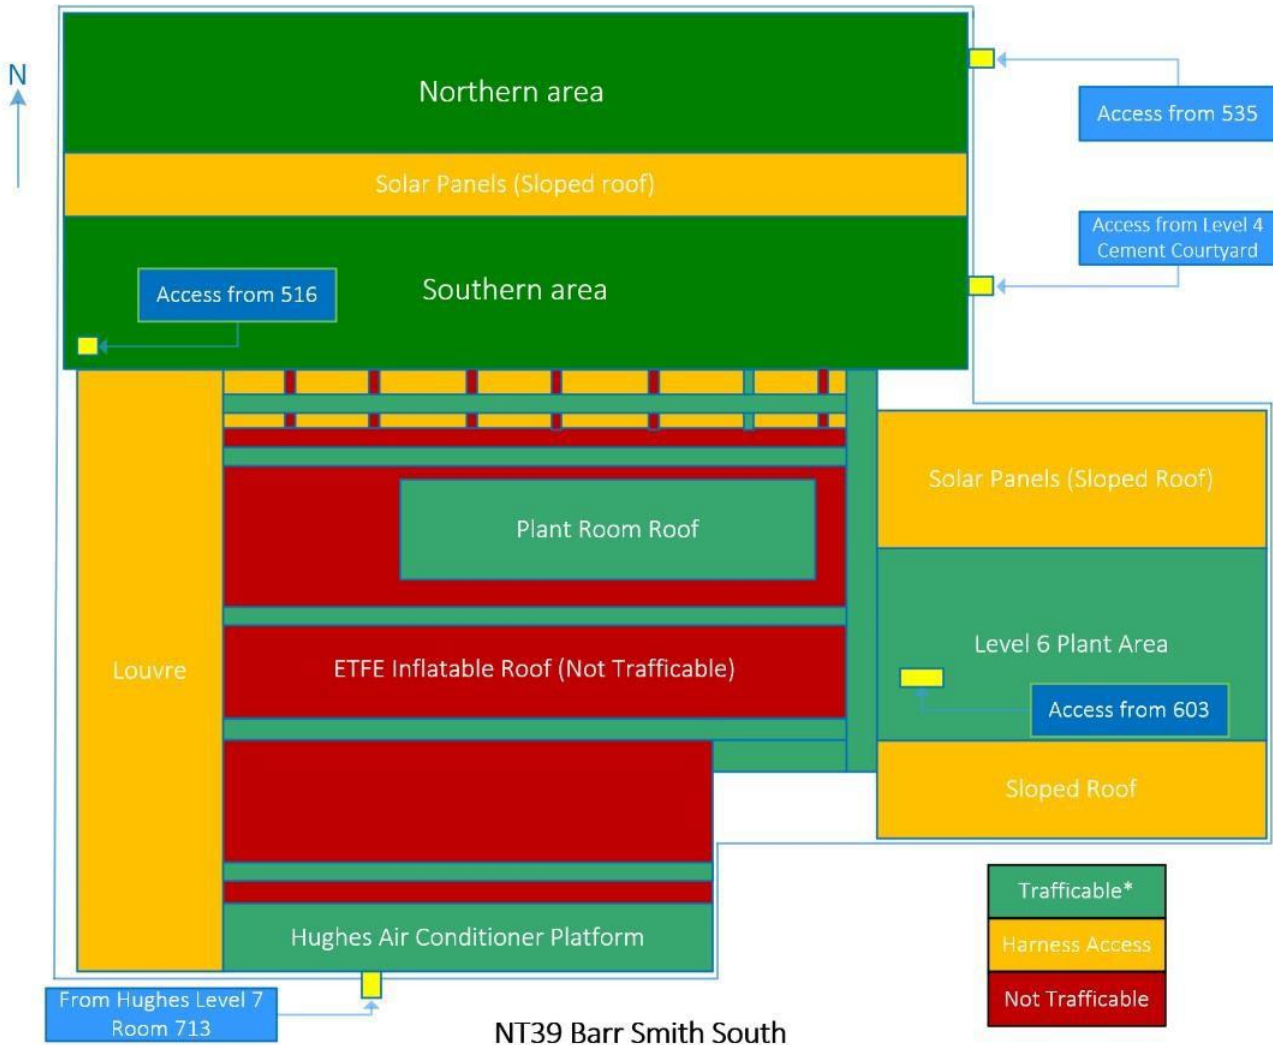 N
Northern area
Access from 535
Solar Panels (Sloped roof)
Access from Level 4
Cement Courtyard
Access from 516
Southern area
Solar Panels (Sloped Roof)
Plant Room Roof
Louvre
ETFE Inflatable Roof (Not Trafficable)
Level 6 Plant Area
Access from 603
Sloped Roof
Trafficable*
Hughes Air Conditioner Platform
Harness Access
Not Trafficable
From Hughes Level 7
Room 713
NT39 Barr Smith South